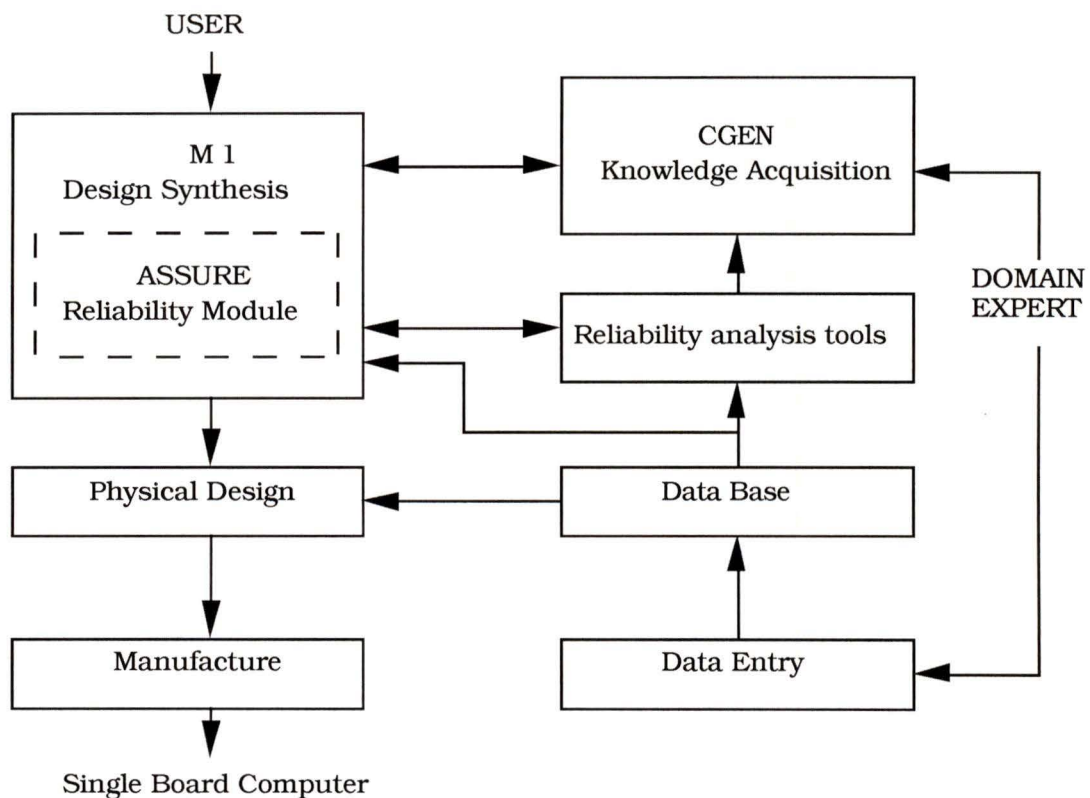 USER
M 1
Design Synthesis
ASSURE
Reliability Module
CGEN
Knowledge Acquisition
DOMAIN
EXPERT
Reliability analysis tools
Physical Design
Data Base
Manufacture
Data Entry
Single Board Computer